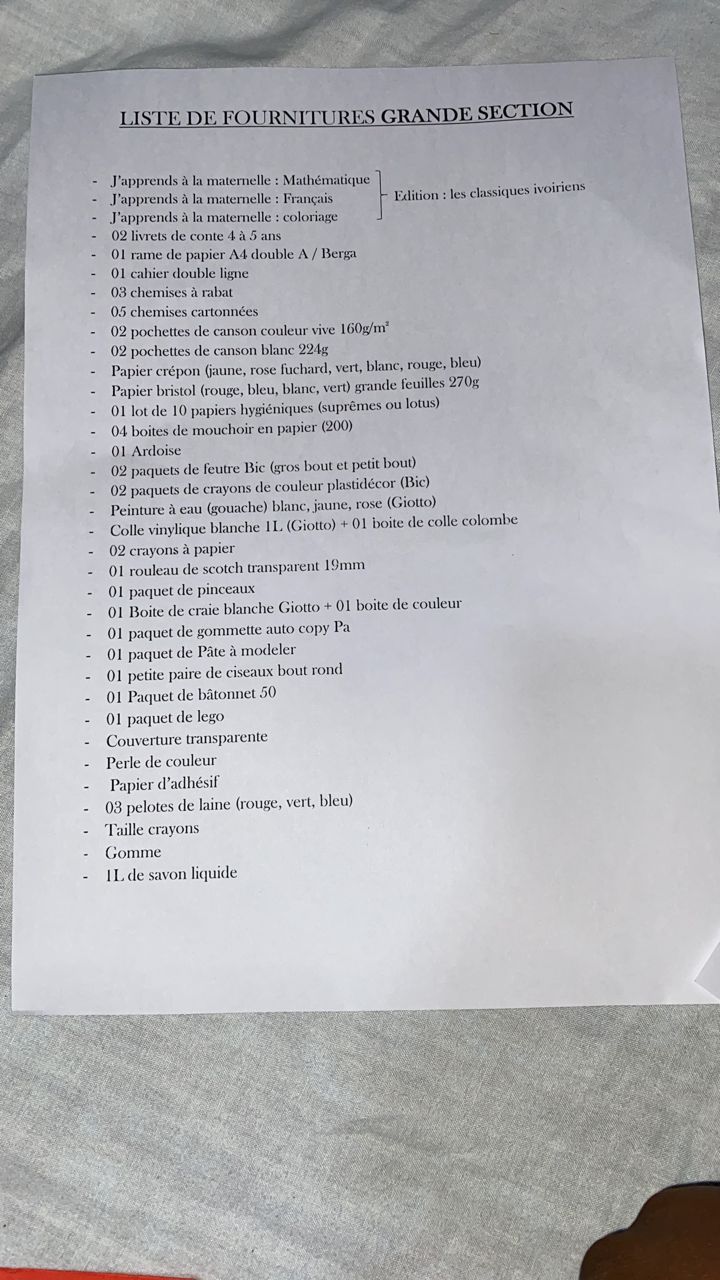 LISTE DE FOURNITURES GRANDE SECTION
- J'apprends à la maternelle : Mathématique
- J'apprends à la maternelle : Français
- J'apprends à la maternelle : coloriage
Edition : les classiques ivoiriens
- 02 livrets de conte 4 à 5 ans
- 01 rame de papier A4 double A / Berga
- 01 cahier double ligne
- 03 chemises à rabat
- 05 chemises cartonnées
- 02 pochettes de canson couleur vive 160g/m²
- 02 pochettes de canson blanc 224g
- Papier crépon (jaune, rose fuchard, vert, blanc, rouge, bleu)
- Papier bristol (rouge, bleu, blanc, vert) grande feuilles 270g
- 01 lot de 10 papiers hygiéniques (suprêmes ou lotus)
- 04 boites de mouchoir en papier (200)
- 01 Ardoise
- 02 paquets de feutre Bic (gros bout et petit bout)
- 02 paquets de crayons de couleur plastidécor (Bic)
- Peinture à eau (gouache) blanc, jaune, rose (Giotto)
- Colle vinylique blanche 1L (Giotto) + 01 boite de colle colombe
- 02 crayons à papier
- 01 rouleau de scotch transparent 19mm
- 01 paquet de pinceaux
- 01 Boite de craie blanche Giotto + 01 boite de couleur
- 01 paquet de gommette auto copy Pa
- 01 paquet de Pâte à modeler
- 01 petite paire de ciseaux bout rond
- 01 Paquet de bâtonnet 50
- 01 paquet de lego
- Couverture transparente
- Perle de couleur
- Papier d'adhésif
- 03 pelotes de laine (rouge, vert, bleu)
- Taille crayons
- Gomme
- 1L de savon liquide